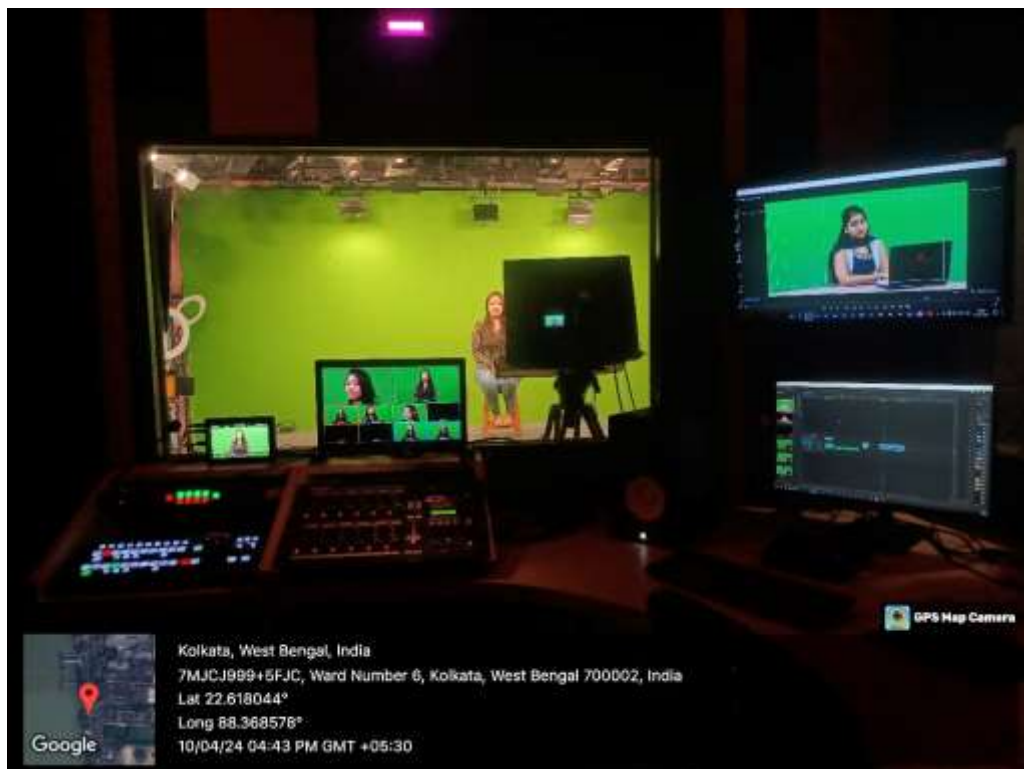 GPS Map Camera
Kolkata, West Bengal, India
7MJCJ999+5FJC, Ward Number 6, Kolkata, West Bengal 700002, India
Lat 22.618044°
Long 88.368578°
10/04/24 04:43 PM GMT +05:30
Google